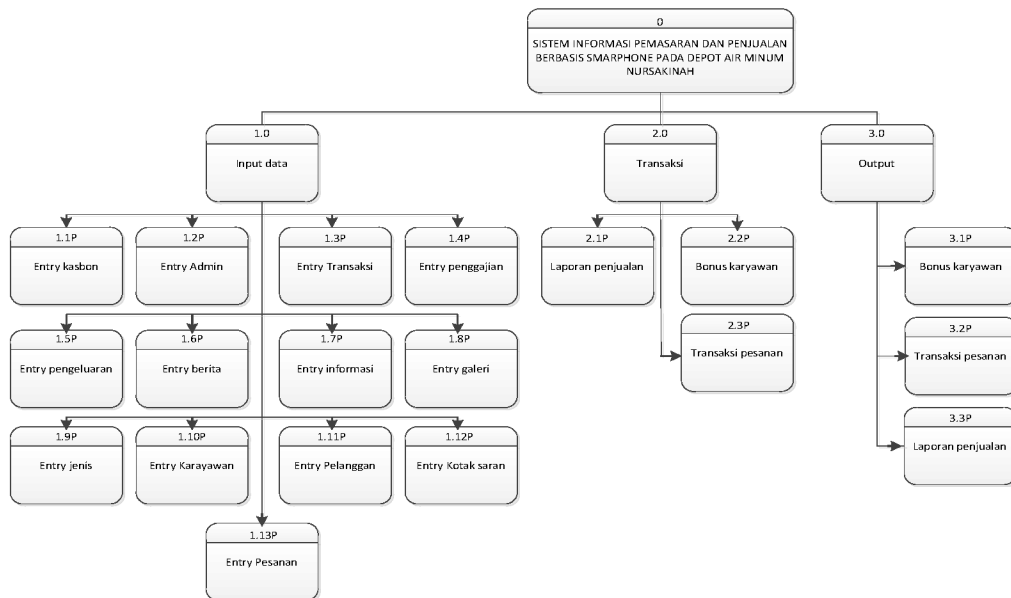 0
SISTEM INFORMASI PEMASARAN DAN PENJUALAN
BERBASIS SMARPHONE PADA DEPOT AIR MINUM
NURSAKINAH
1.0
Input data
2.0
Transaksi
3.0
Output
1.1P
Entry kasbon
1.2P
Entry Admin
1.3P
Entry Transaksi
1.4P
Entry penggajian
2.1P
Laporan penjualan
2.2P
Bonus karyawan
3.1P
Bonus karyawan
1.5P
Entry pengeluaran
1.6P
Entry berita
1.7P
Entry informasi
1.8P
Entry galeri
2.3P
Transaksi pesanan
3.2P
Transaksi pesanan
1.9P
Entry jenis
1.10P
Entry Karayawan
1.11P
Entry Pelanggan
1.12P
Entry Kotak saran
3.3P
Laporan penjualan
1.13P
Entry Pesanan